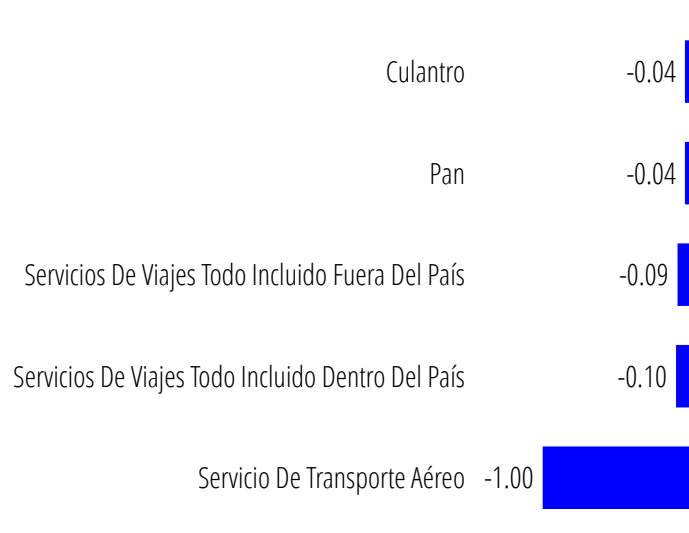 Culantro -0.04
Pan -0.04
Servicios De Viajes Todo Incluido Fuera Del País -0.09
Servicios De Viajes Todo Incluido Dentro Del País -0.10
Servicio De Transporte Aéreo -1.00